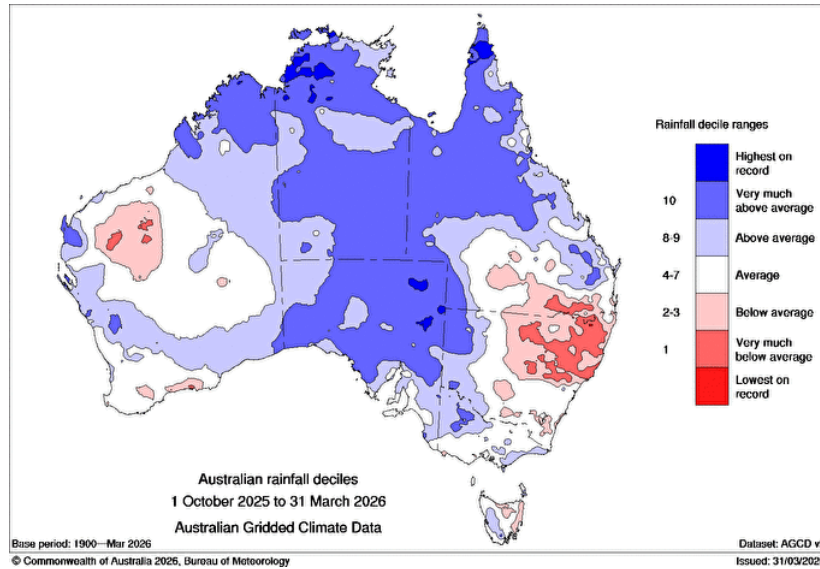 Rainfall decile ranges
Highest on
record
10
Very much
above average
8-9
Above average
4-7
Average
2-3
Below average
1
Very much
below average
Lowest on
record
Australian rainfall deciles
1 October 2025 to 31 March 2026
Australian Gridded Climate Data
Base period: 1900—Mar 2026
Dataset: AGCD v
© Commonwealth of Australia 2026, Bureau of Meteorology
Issued: 31/03/202